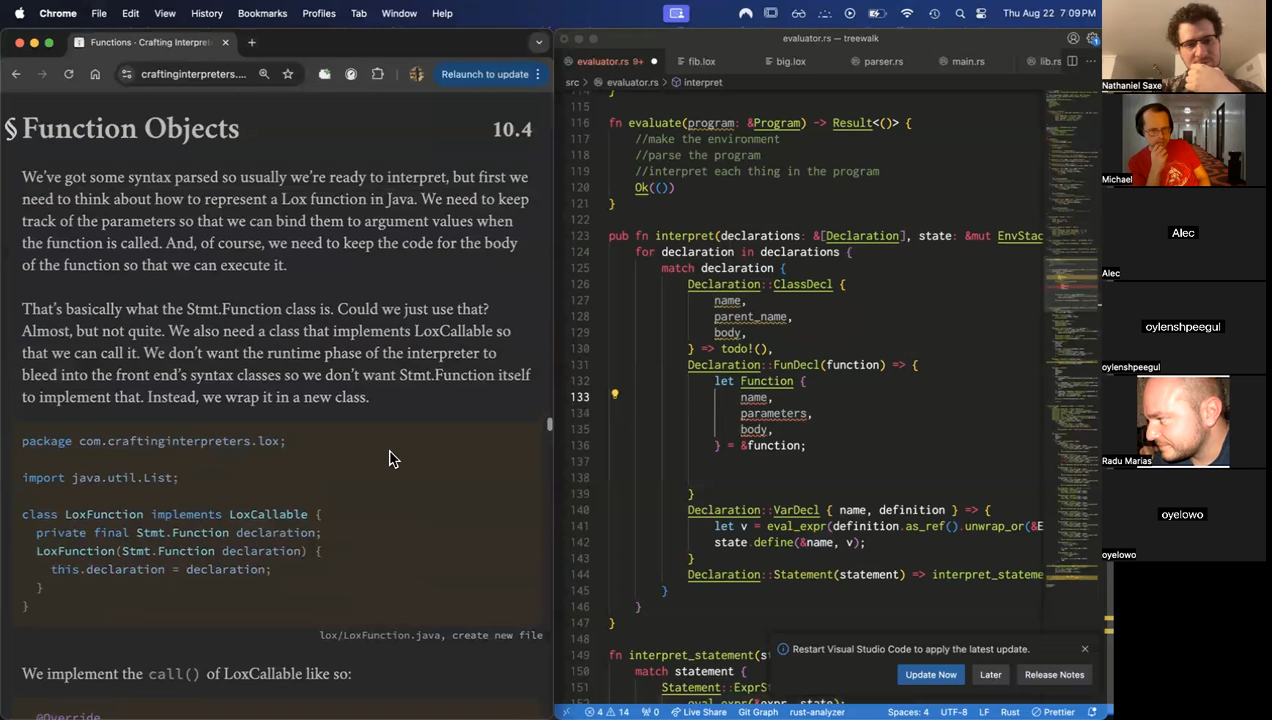 Chrome File Edit View History Bookmarks Profiles Tab Window Help Thu Aug 22 7:09 PM
Functions · Crafting Interpret
craftinginterpreters.... Relaunch to update
§ Function Objects 10.4
We've got some syntax parsed so usually we're ready to interpret, but first we
need to think about how to represent a Lox function in Java. We need to keep
track of the parameters so that we can bind them to argument values when
the function is called. And, of course, we need to keep the code for the body
of the function so that we can execute it.
That's basically what the Stmt.Function class is. Could we just use that?
Almost, but not quite. We also need a class that implements LoxCallable so
that we can call it. We don't want the runtime phase of the interpreter to
bleed into the front end's syntax classes so we don't want Stmt.Function itself
to implement that. Instead, we wrap it in a new class.
package com.craftinginterpreters.lox;
import java.util.List;
class LoxFunction implements LoxCallable {
private final Stmt.Function declaration;
LoxFunction(Stmt.Function declaration) {
this.declaration = declaration;
}
}
lox/LoxFunction.java, create new file
We implement the call() of LoxCallable like so:
@Override
evaluator.rs — treewalk
evaluator.rs 9+ fib.lox big.lox parser.rs main.rs lib.rs
src > evaluator.rs > interpret
114 }
115
116 fn evaluate(program: &Program) -> Result<()> {
117 //make the environment
118 //parse the program
119 //interpret each thing in the program
120 Ok(())
121 }
122
123 pub fn interpret(declarations: &[Declaration], state: &mut EnvStac
124 for declaration in declarations {
125 match declaration {
126 Declaration::ClassDecl {
127 name,
128 parent_name,
129 body,
130 } => todo!(),
131 Declaration::FunDecl(function) => {
132 let Function {
133 name,
134 parameters,
135 body,
136 } = &function;
137
138
139 }
140 Declaration::VarDecl { name, definition } => {
141 let v = eval_expr(definition.as_ref().unwrap_or(&E
142 state.define(&name, v);
143 }
144 Declaration::Statement(statement) => interpret_stateme
145 }
146 }
147 }
148
149 fn interpret_statement(s
150 match statement {
151 Statement::ExprS
Restart Visual Studio Code to apply the latest update.
Update Now Later Release Notes
4 14 0 Live Share Git Graph rust-analyzer Spaces: 4 UTF-8 LF Rust Prettier
Nathaniel Saxe
Michael
Alec
Alec
oylenshpeegul
oylenshpeegul
Radu Marias
oyelowo
oyelowo